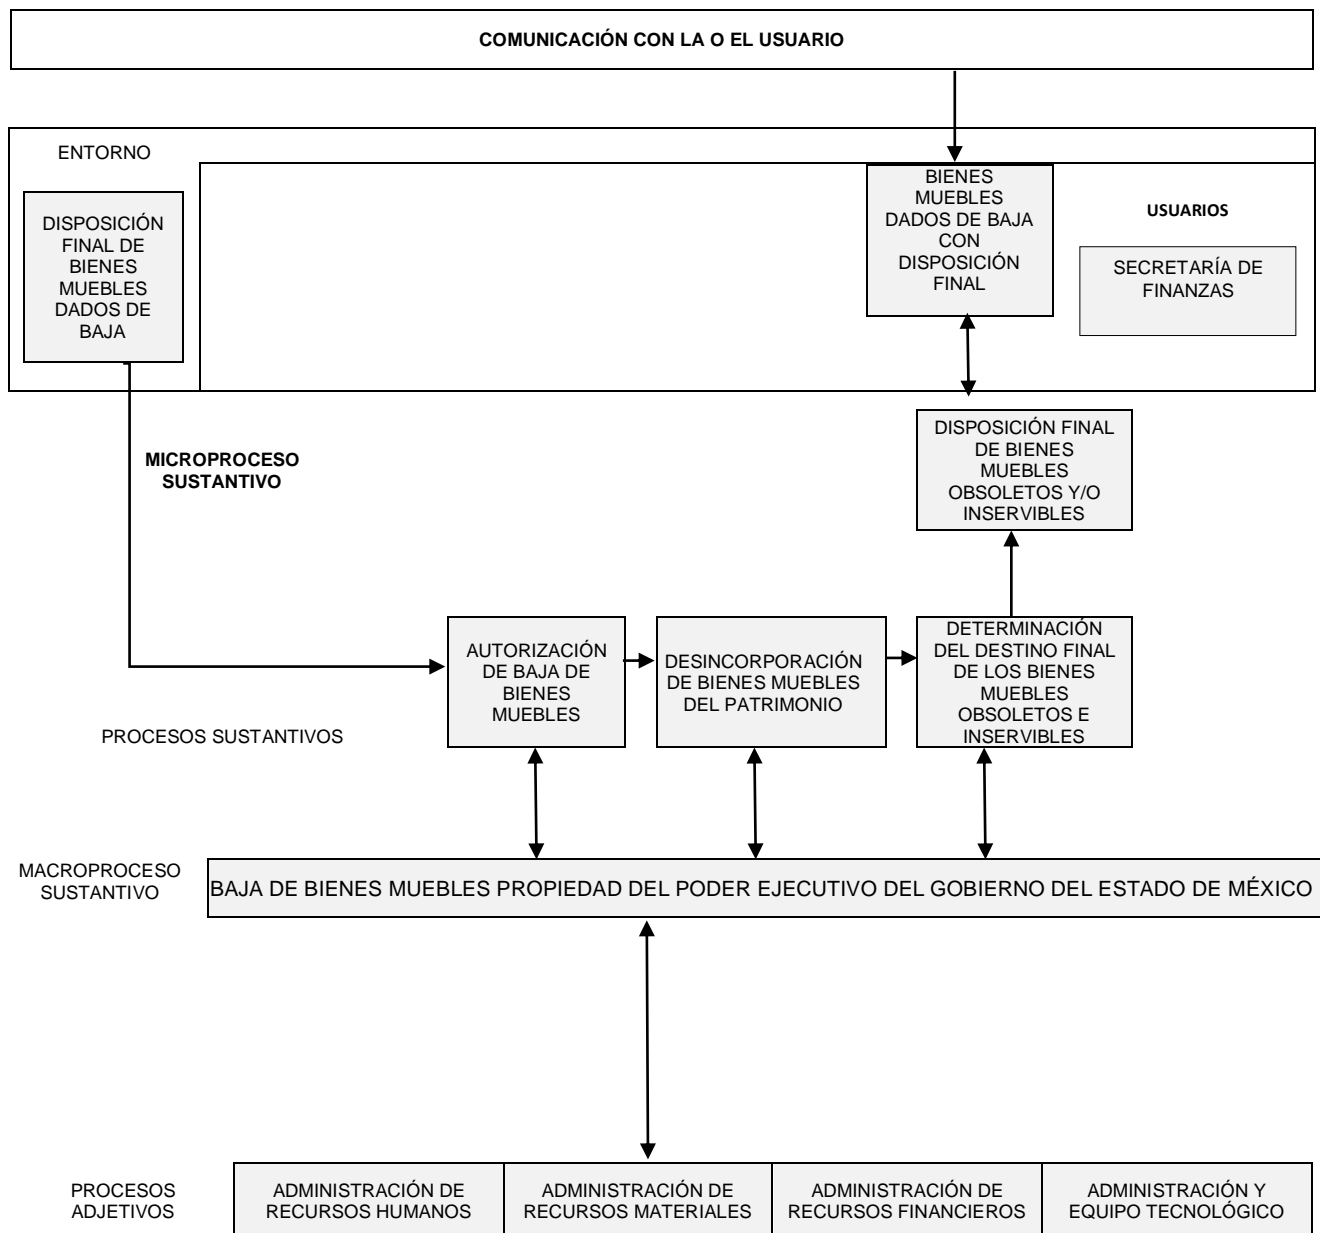 COMUNICACIÓN CON LA O EL USUARIO
ENTORNO
DISPOSICIÓN
FINAL DE
BIENES
MUEBLES
DADOS DE
BAJA
BIENES
MUEBLES
DADOS DE BAJA
CON
DISPOSICIÓN
FINAL
USUARIOS
SECRETARÍA DE
FINANZAS
MICROPROCESO
SUSTANTIVO
DISPOSICIÓN FINAL
DE BIENES
MUEBLES
OBSOLETOS Y/O
INSERVIBLES
AUTORIZACIÓN
DE BAJA DE
BIENES
MUEBLES
DESINCORPORACIÓN
DE BIENES MUEBLES
DEL PATRIMONIO
DETERMINACIÓN
DEL DESTINO FINAL
DE LOS BIENES
MUEBLES
OBSOLETOS E
INSERVIBLES
PROCESOS SUSTANTIVOS
MACROPROCESO
SUSTANTIVO
BAJA DE BIENES MUEBLES PROPIEDAD DEL PODER EJECUTIVO DEL GOBIERNO DEL ESTADO DE MÉXICO
PROCESOS
ADJETIVOS
ADMINISTRACIÓN DE
RECURSOS HUMANOS
ADMINISTRACIÓN DE
RECURSOS MATERIALES
ADMINISTRACIÓN DE
RECURSOS FINANCIEROS
ADMINISTRACIÓN Y
EQUIPO TECNOLÓGICO